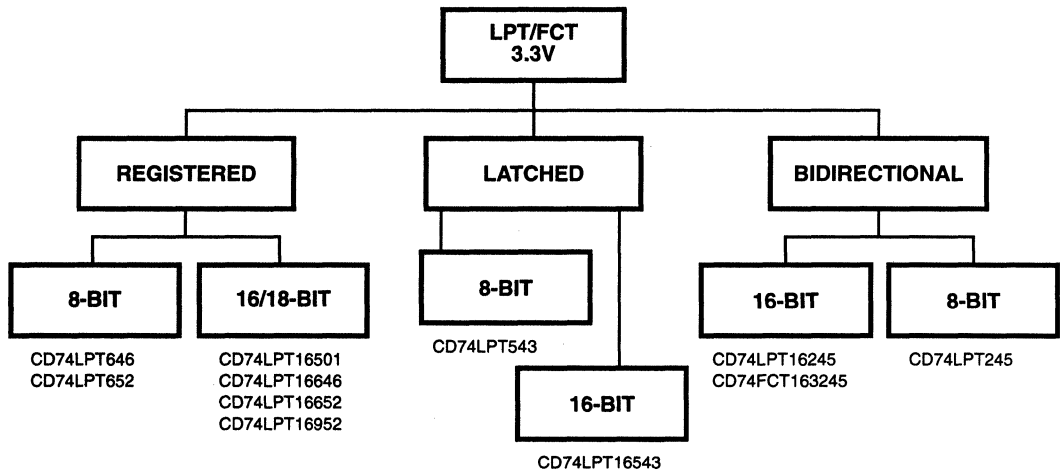 LPT/FCT
3.3V
REGISTERED
LATCHED
BIDIRECTIONAL
8-BIT
16/18-BIT
8-BIT
16-BIT
8-BIT
CD74LPT646
CD74LPT652
CD74LPT16501
CD74LPT16646
CD74LPT16652
CD74LPT16952
CD74LPT543
CD74LPT16245
CD74FCT163245
CD74LPT245
16-BIT
CD74LPT16543